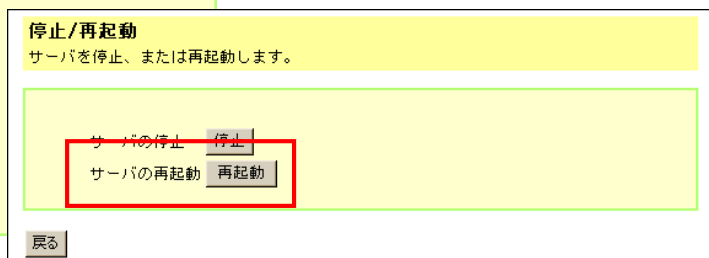 停止/再起動
サーバを停止、または再起動します。
サーバの停止 停止
サーバの再起動 再起動
戻る